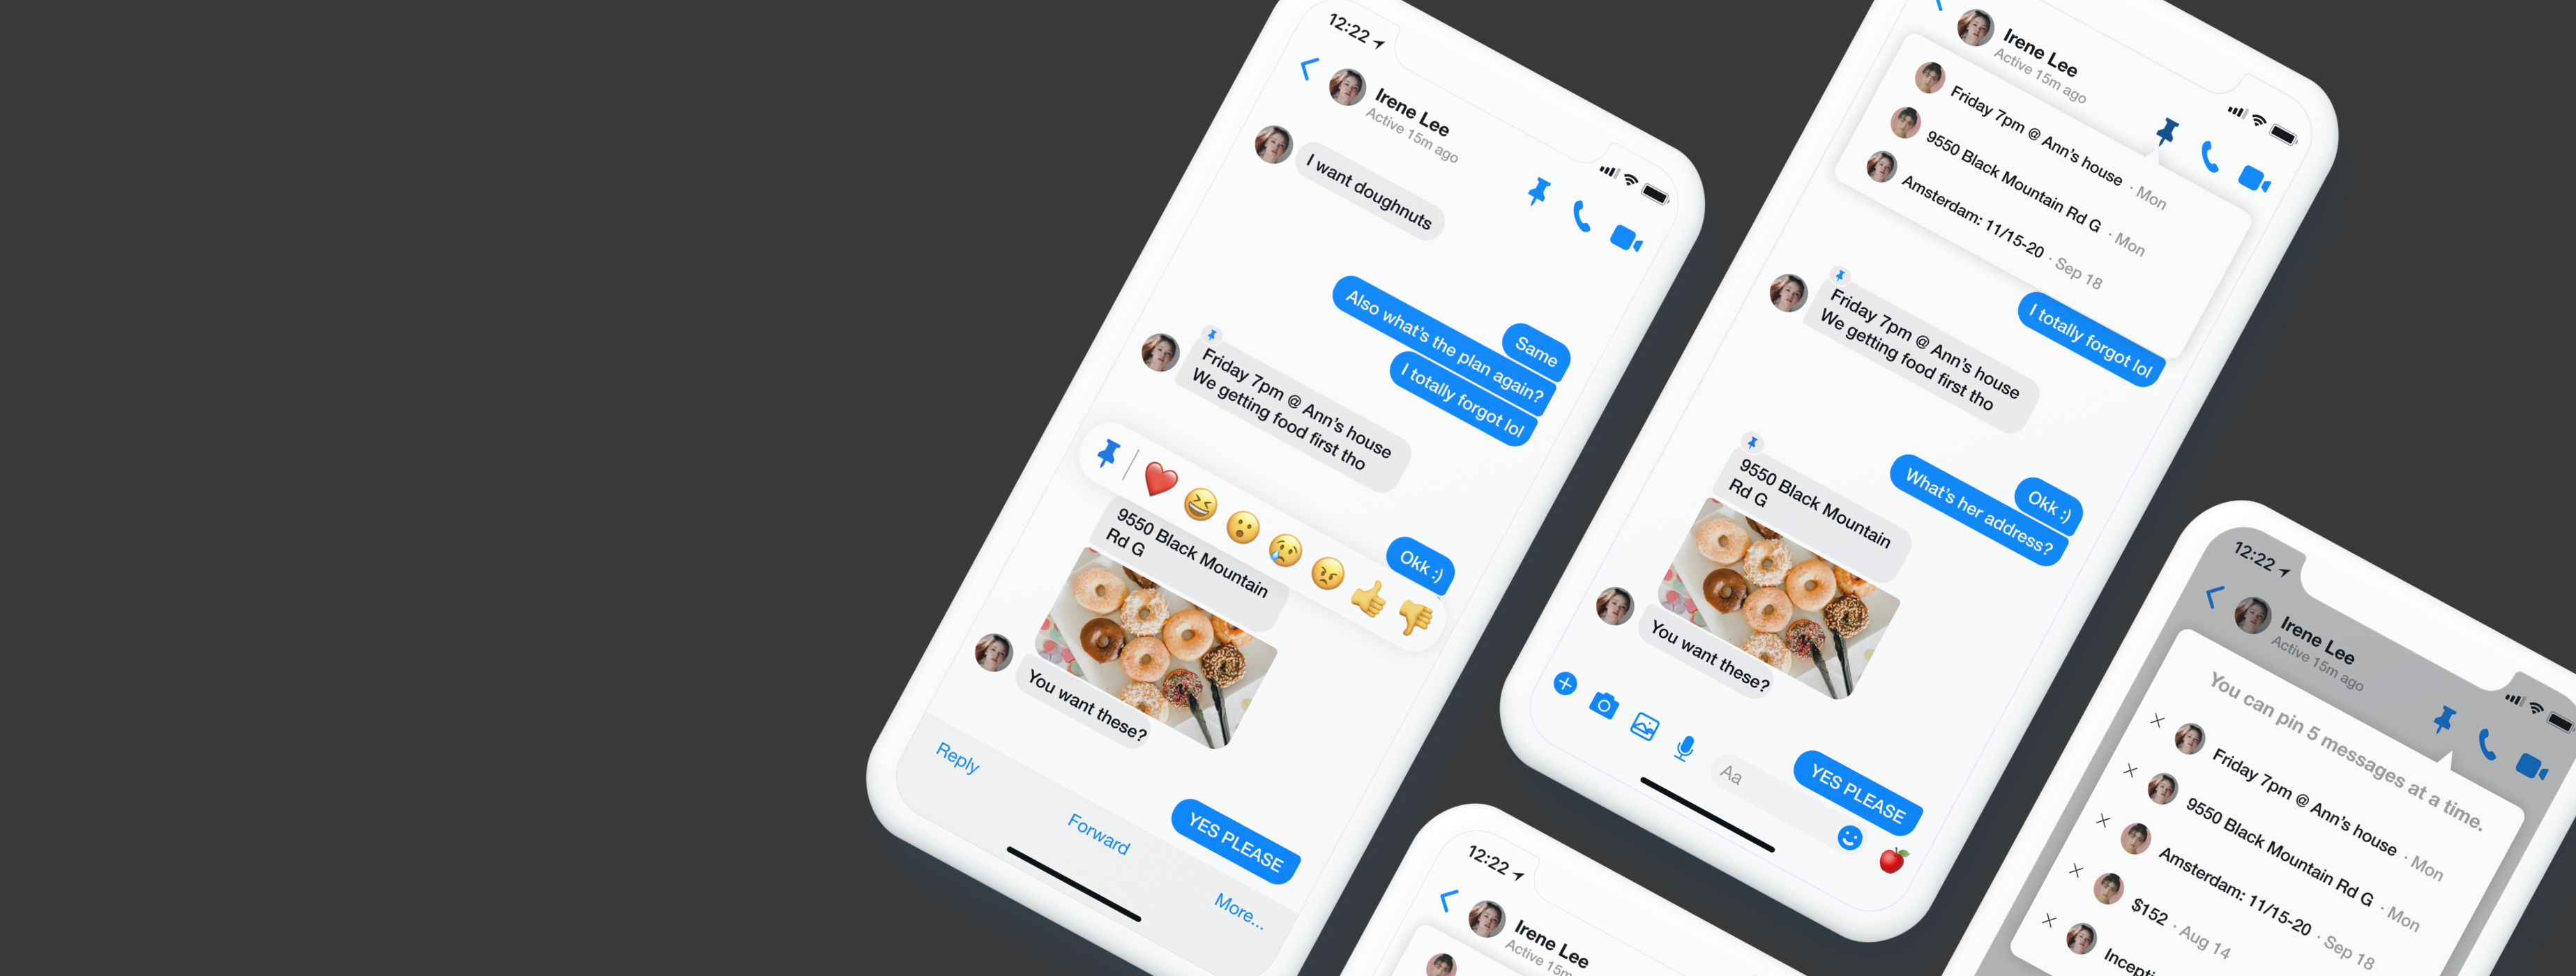 12:22
Irene Lee
Active 15m ago
I want doughnuts
Same
Also what's the plan again?
I totally forgot lol
Friday 7pm @ Ann's house
We getting food first tho
Okk :)
9550 Black Mountain
Rd G
You want these?
YES PLEASE
Reply
Forward
More...
Irene Lee
Active 15m ago
Friday 7pm @ Ann's house · Mon
9550 Black Mountain Rd G · Mon
Amsterdam: 11/15-20 · Sep 18
I totally forgot lol
Friday 7pm @ Ann's house
We getting food first tho
Okk :)
What's her address?
9550 Black Mountain
Rd G
You want these?
YES PLEASE
Aa
12:22
Irene Lee
Active 15m ago
12:22
Irene Lee
Active 15m ago
You can pin 5 messages at a time.
Friday 7pm @ Ann's house · Mon
9550 Black Mountain Rd G · Mon
Amsterdam: 11/15-20 · Sep 18
$152 · Aug 14